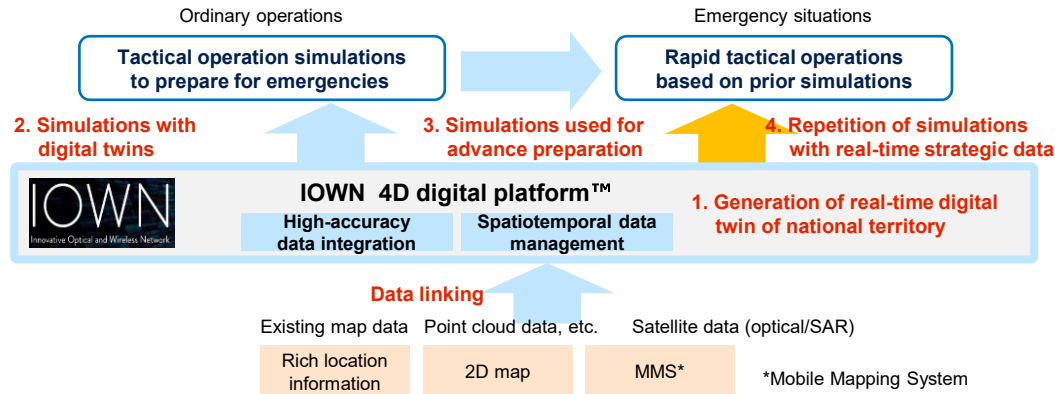 Ordinary operations
Emergency situations
Tactical operation simulations
to prepare for emergencies
Rapid tactical operations
based on prior simulations
2. Simulations with
digital twins
3. Simulations used for
advance preparation
4. Repetition of simulations
with real-time strategic data
IOWN
Innovative Optical and Wireless Network
IOWN 4D digital platform™
High-accuracy
data integration
Spatiotemporal data
management
1. Generation of real-time digital
twin of national territory
Data linking
Existing map data
Point cloud data, etc.
Satellite data (optical/SAR)
Rich location
information
2D map
MMS*
*Mobile Mapping System